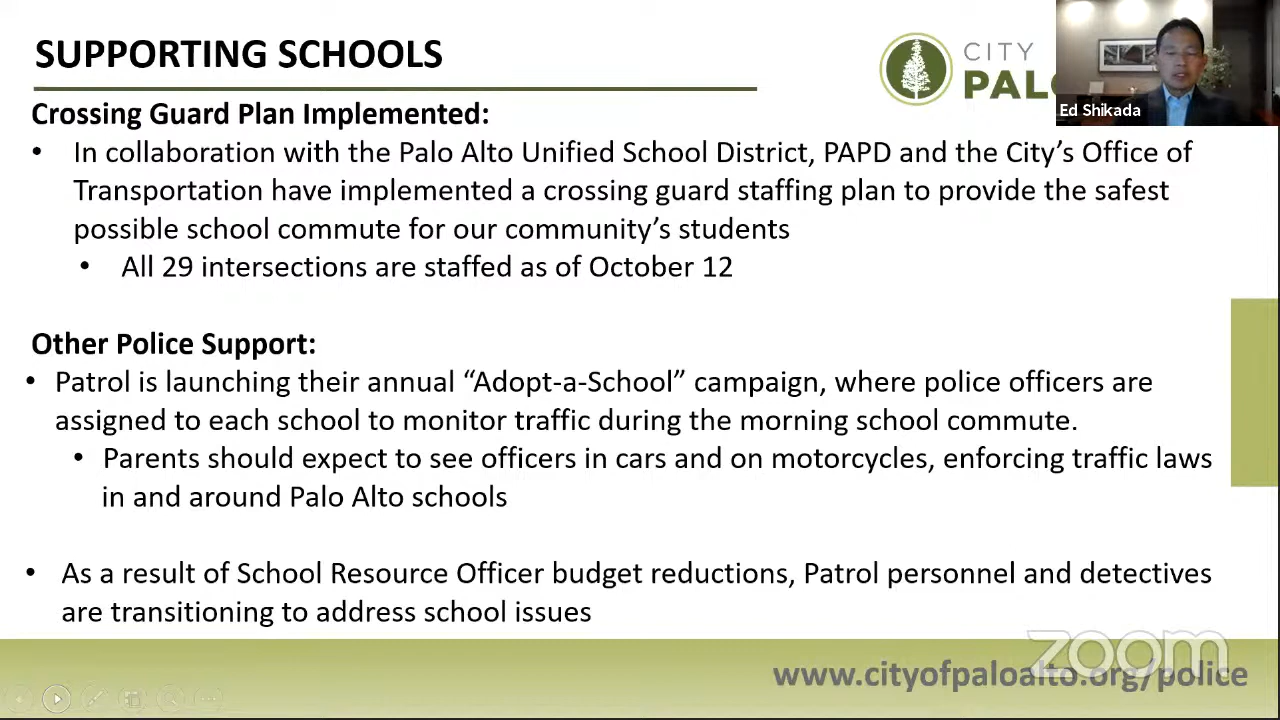 SUPPORTING SCHOOLS
CITY
PALO
Ed Shikada
Crossing Guard Plan Implemented:
• In collaboration with the Palo Alto Unified School District, PAPD and the City’s Office of
Transportation have implemented a crossing guard staffing plan to provide the safest
possible school commute for our community’s students
• All 29 intersections are staffed as of October 12
Other Police Support:
• Patrol is launching their annual “Adopt-a-School” campaign, where police officers are
assigned to each school to monitor traffic during the morning school commute.
• Parents should expect to see officers in cars and on motorcycles, enforcing traffic laws
in and around Palo Alto schools
• As a result of School Resource Officer budget reductions, Patrol personnel and detectives
are transitioning to address school issues
zoom
www.cityofpaloalto.org/police